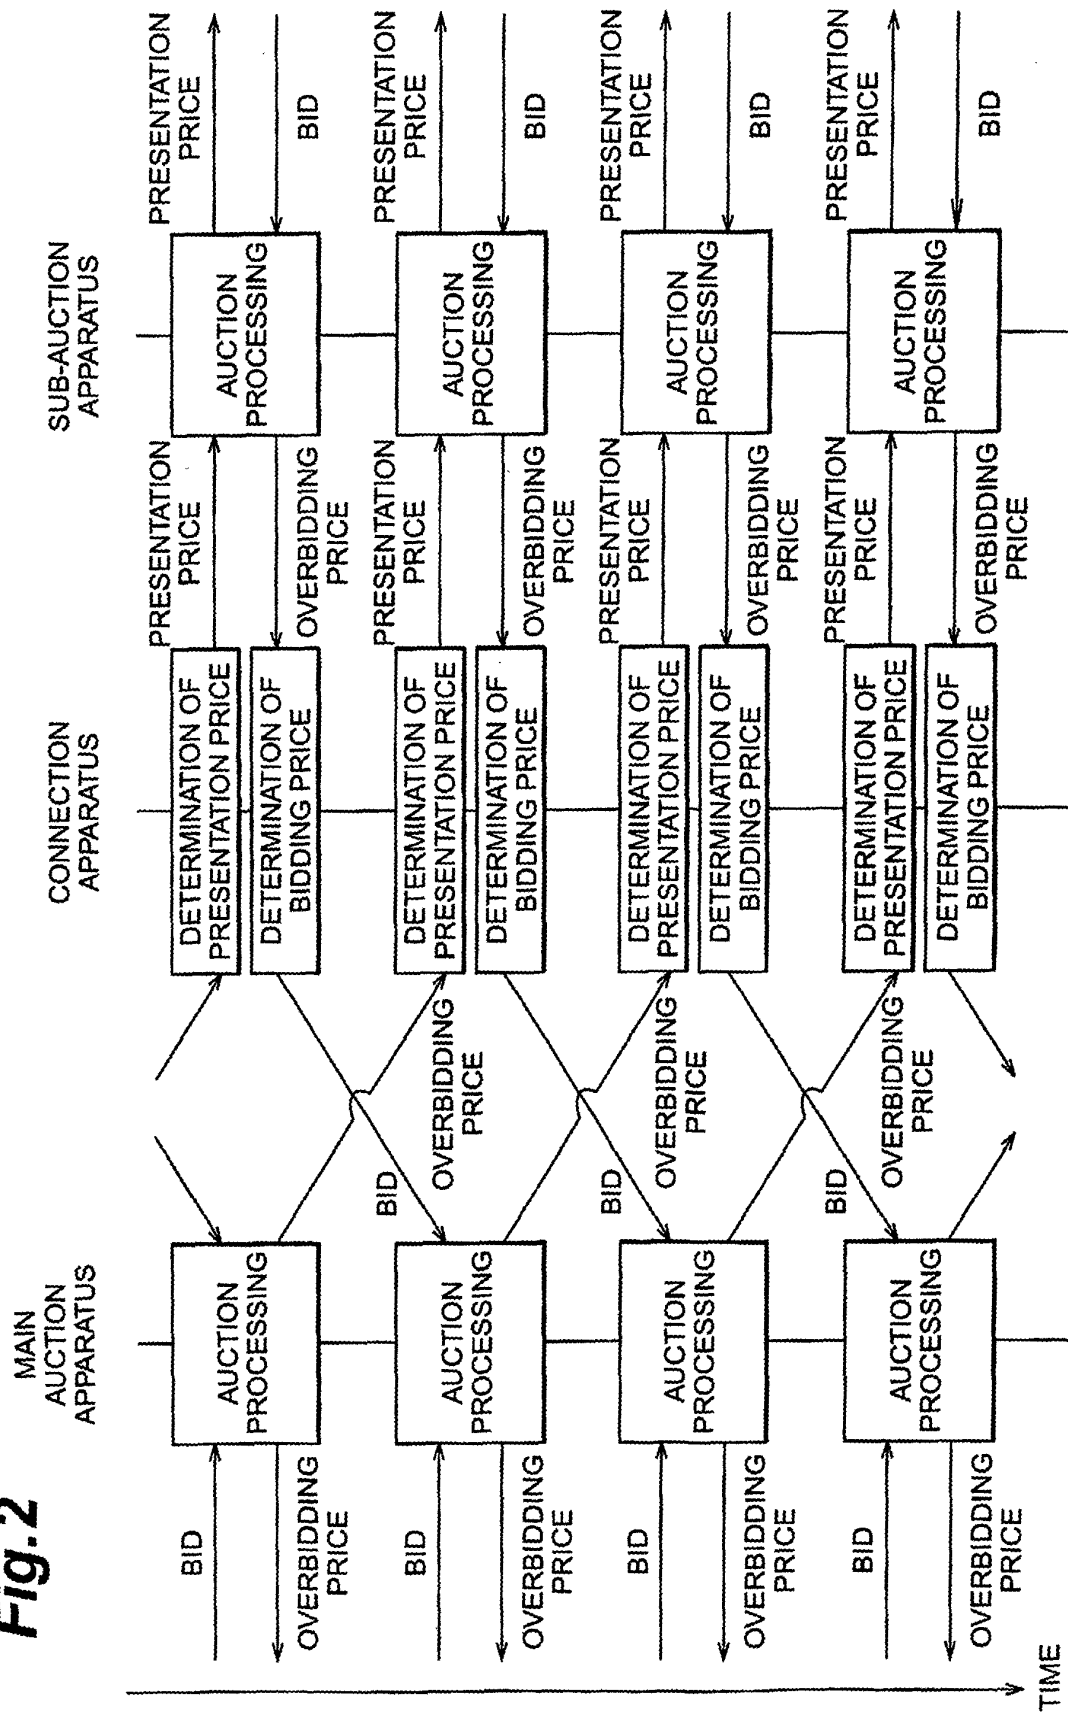 Fig.2
MAIN
AUCTION
APPARATUS
CONNECTION
APPARATUS
SUB-AUCTION
APPARATUS
BID
AUCTION
PROCESSING
OVERBIDDING
PRICE
DETERMINATION OF
PRESENTATION PRICE
DETERMINATION OF
BIDDING PRICE
PRESENTATION
PRICE
OVERBIDDING
PRICE
AUCTION
PROCESSING
PRESENTATION
PRICE
BID
BID
OVERBIDDING
PRICE
BID
AUCTION
PROCESSING
OVERBIDDING
PRICE
DETERMINATION OF
PRESENTATION PRICE
DETERMINATION OF
BIDDING PRICE
PRESENTATION
PRICE
OVERBIDDING
PRICE
AUCTION
PROCESSING
PRESENTATION
PRICE
BID
BID
OVERBIDDING
PRICE
BID
AUCTION
PROCESSING
OVERBIDDING
PRICE
DETERMINATION OF
PRESENTATION PRICE
DETERMINATION OF
BIDDING PRICE
PRESENTATION
PRICE
OVERBIDDING
PRICE
AUCTION
PROCESSING
PRESENTATION
PRICE
BID
BID
OVERBIDDING
PRICE
BID
AUCTION
PROCESSING
OVERBIDDING
PRICE
DETERMINATION OF
PRESENTATION PRICE
DETERMINATION OF
BIDDING PRICE
PRESENTATION
PRICE
OVERBIDDING
PRICE
AUCTION
PROCESSING
PRESENTATION
PRICE
BID
TIME